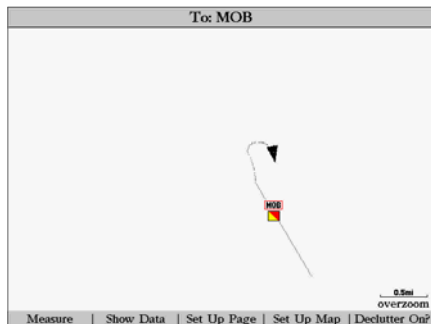 To: MOB
MOB
0.5mi
overzoom
Measure | Show Data | Set Up Page | Set Up Map | Declutter On?